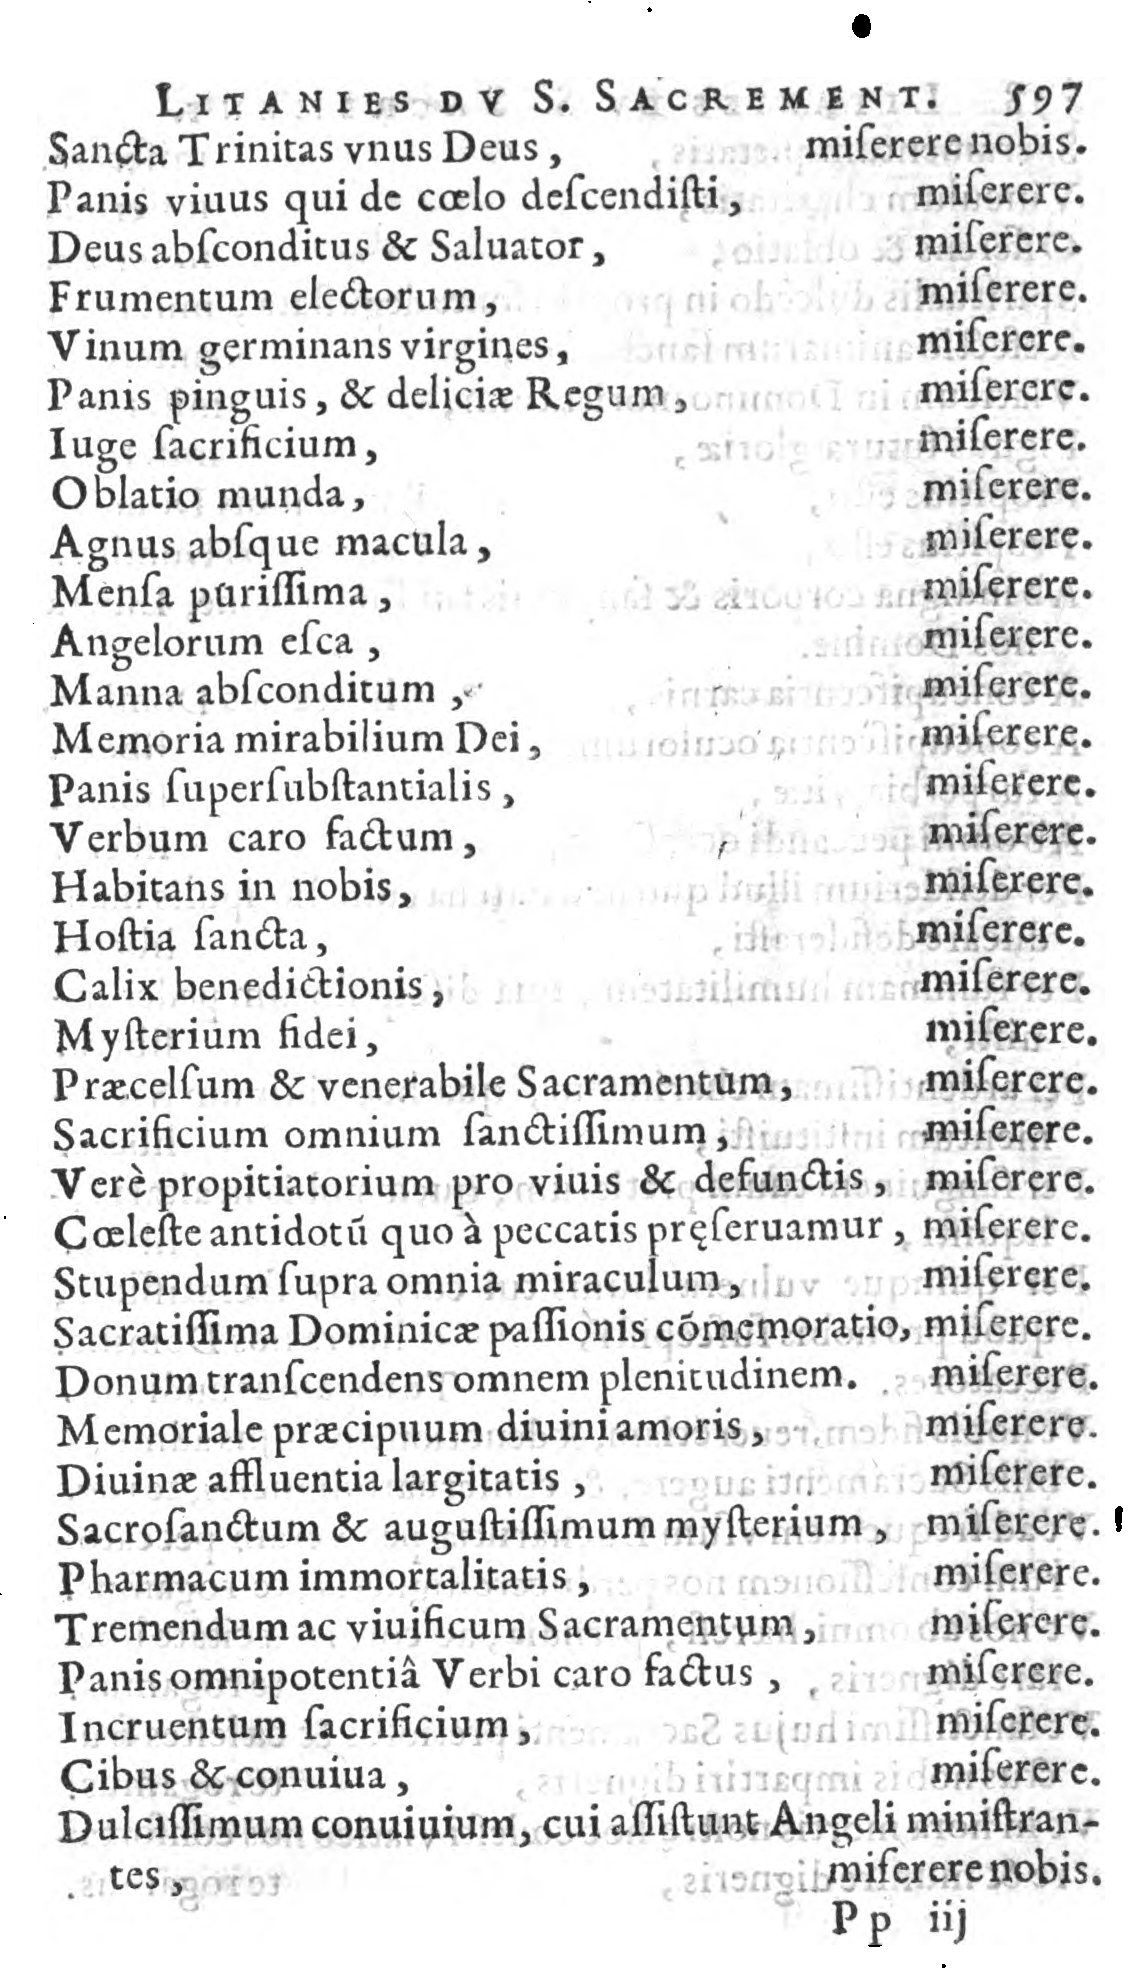 LITANIES DV S. SACREMENT. 597
Sancta Trinitas vnus Deus, miſerere nobis.
Panis viuus qui de cœlo deſcendiſti, miſerere.
Deus abſconditus & Saluator, miſerere.
Frumentum electorum, miſerere.
Vinum germinans virgines, miſerere.
Panis pinguis, & deliciæ Regum, miſerere.
Iuge ſacrificium, miſerere.
Oblatio munda, miſerere.
Agnus abſque macula, miſerere.
Menſa puriſſima, miſerere.
Angelorum eſca, miſerere.
Manna abſconditum, miſerere.
Memoria mirabilium Dei, miſerere.
Panis ſuperſubſtantialis, miſerere.
Verbum caro factum, miſerere.
Habitans in nobis, miſerere.
Hoſtia ſancta, miſerere.
Calix benedictionis, miſerere.
Myſterium fidei, miſerere.
Præcelſum & venerabile Sacramentum, miſerere.
Sacrificium omnium ſanctiſſimum, miſerere.
Verè propitiatorium pro viuis & defunctis, miſerere.
Cœleſte antidotū quo à peccatis pręſeruamur, miſerere.
Stupendum ſupra omnia miraculum, miſerere.
Sacratiſſima Dominicæ paſſionis cōmemoratio, miſerere.
Donum tranſcendens omnem plenitudinem. miſerere.
Memoriale præcipuum diuini amoris, miſerere.
Diuinæ affluentia largitatis, miſerere.
Sacroſanctum & auguſtiſſimum myſterium, miſerere.
Pharmacum immortalitatis, miſerere.
Tremendum ac viuificum Sacramentum, miſerere.
Panis omnipotentiâ Verbi caro factus, miſerere.
Incruentum ſacrificium, miſerere.
Cibus & conuiua, miſerere.
Dulciſſimum conuiuium, cui aſſiſtunt Angeli miniſtran-
tes, miſerere nobis.
Pp iij